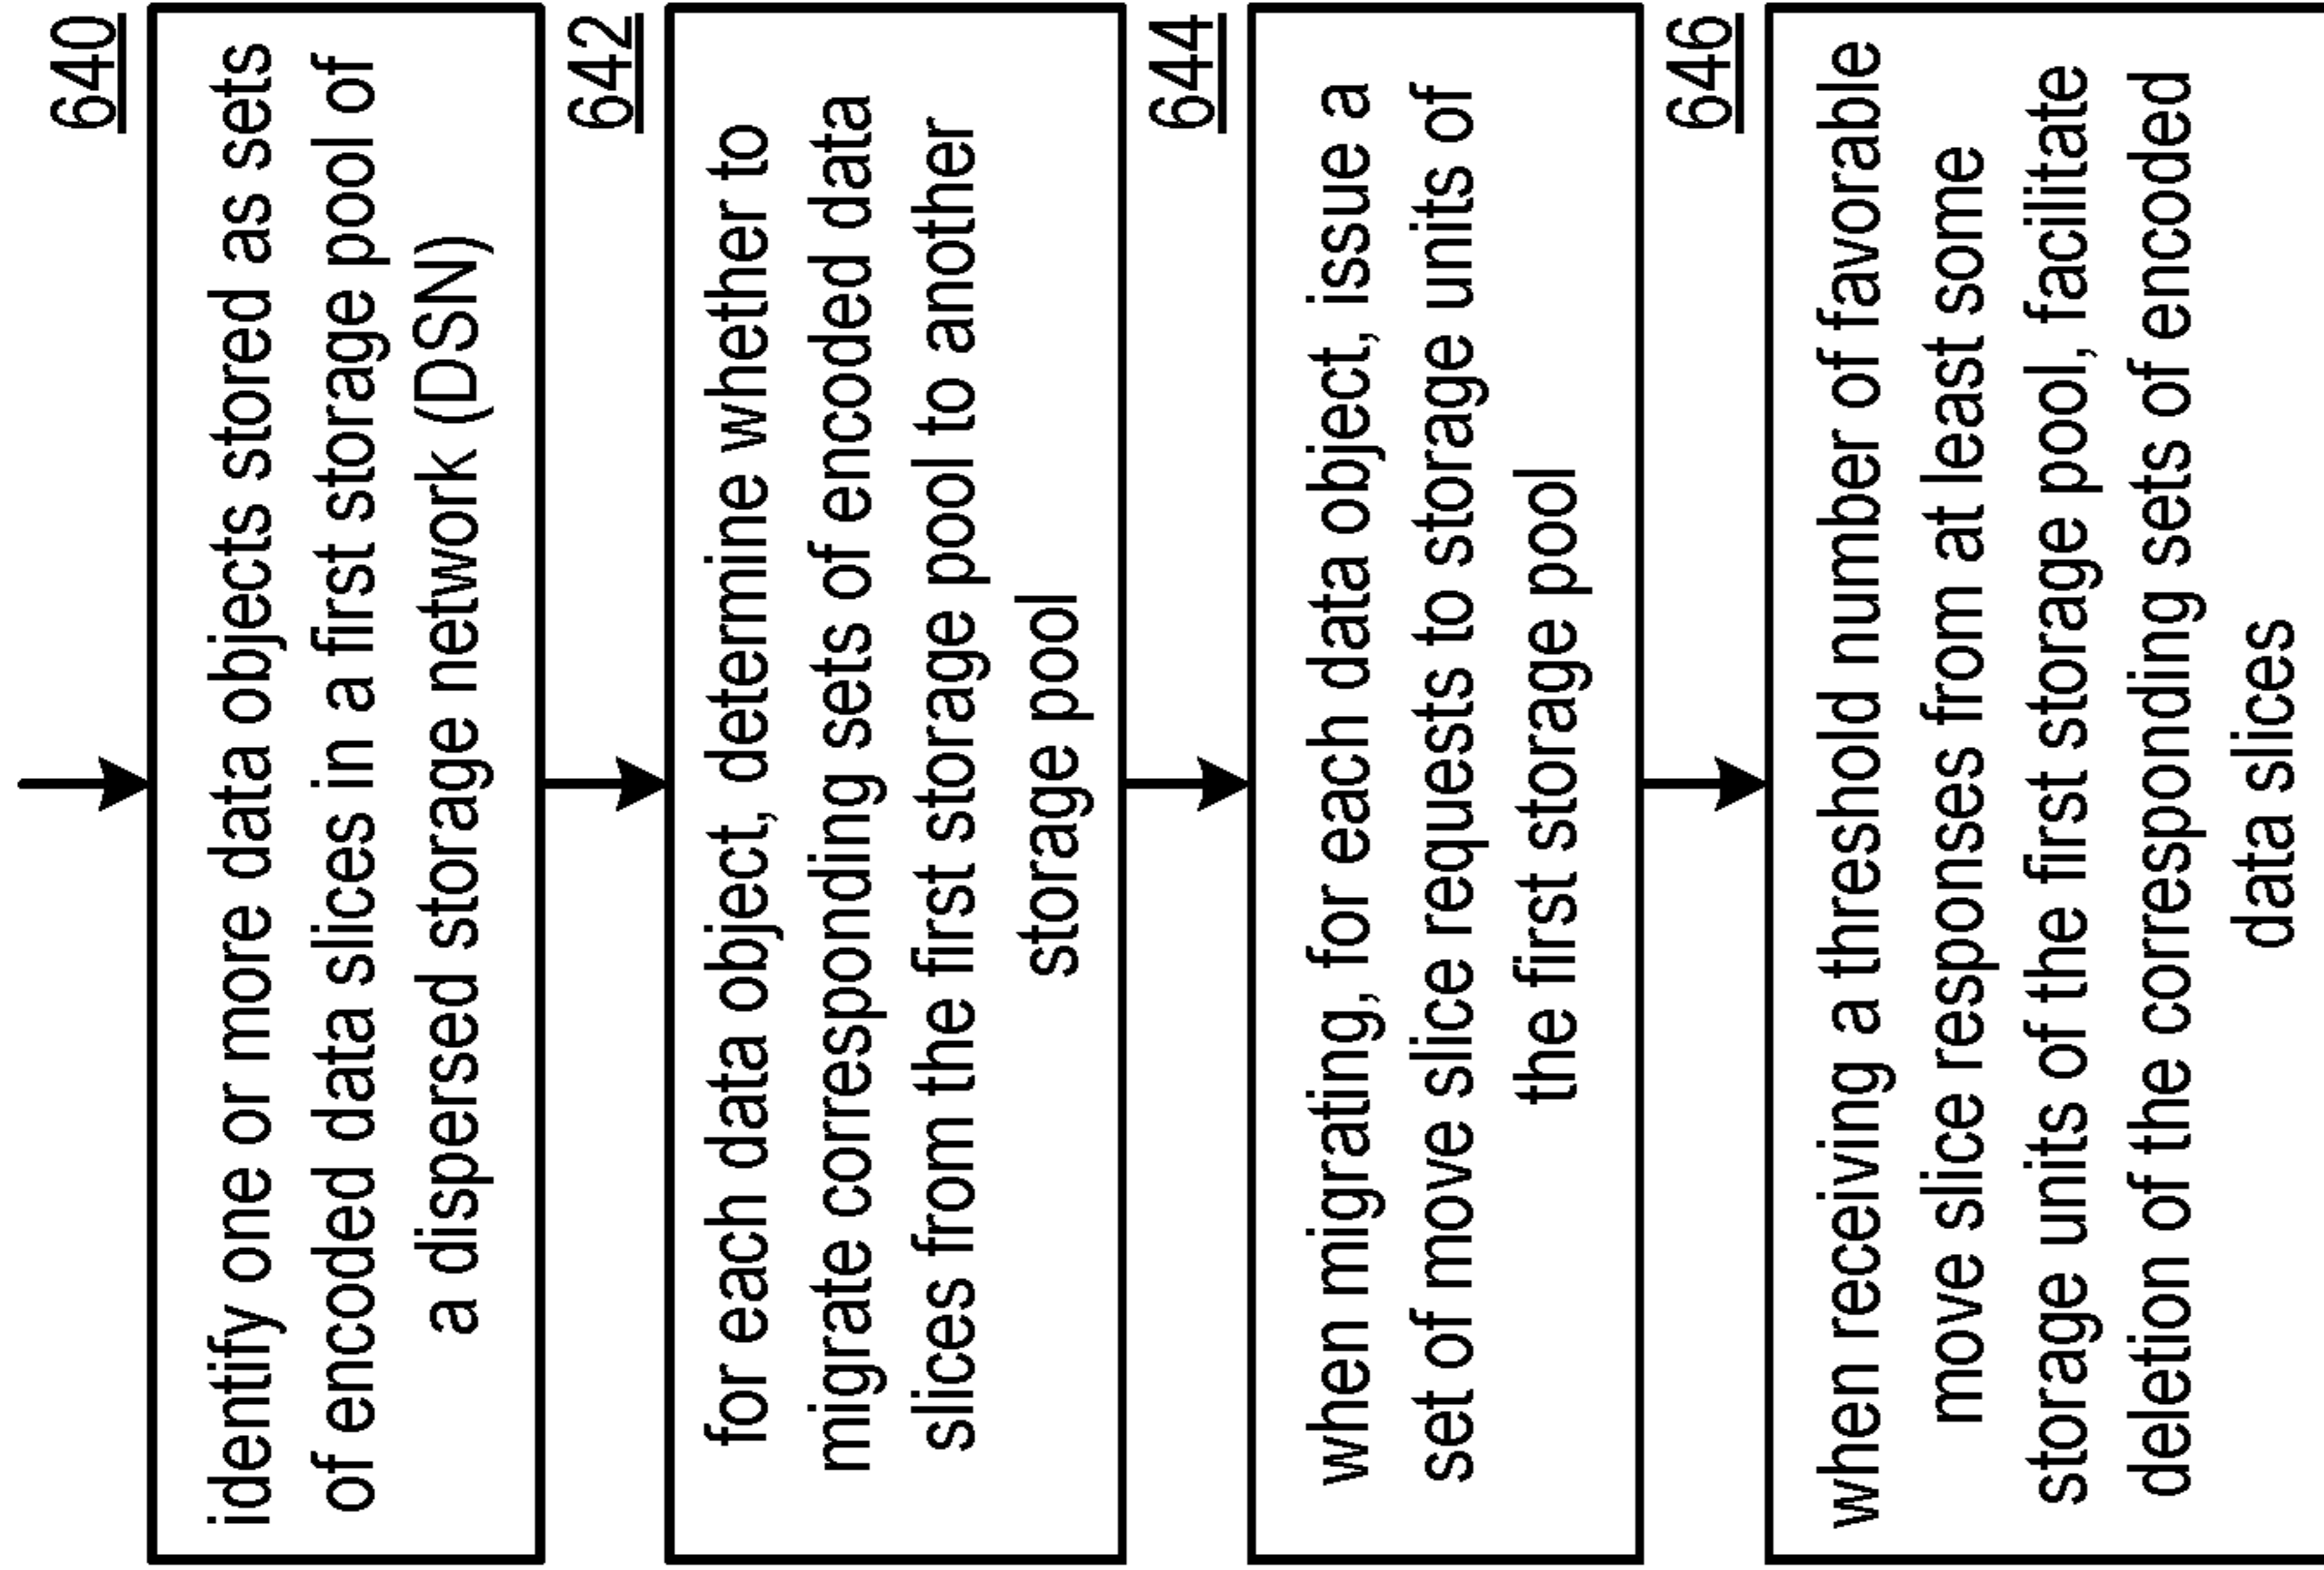 640
identify one or more data objects stored as sets
of encoded data slices in a first storage pool of
a dispersed storage network (DSN)
642
for each data object, determine whether to
migrate corresponding sets of encoded data
slices from the first storage pool to another
storage pool
644
when migrating, for each data object, issue a
set of move slice requests to storage units of
the first storage pool
646
when receiving a threshold number of favorable
move slice responses from at least some
storage units of the first storage pool, facilitate
deletion of the corresponding sets of encoded
data slices